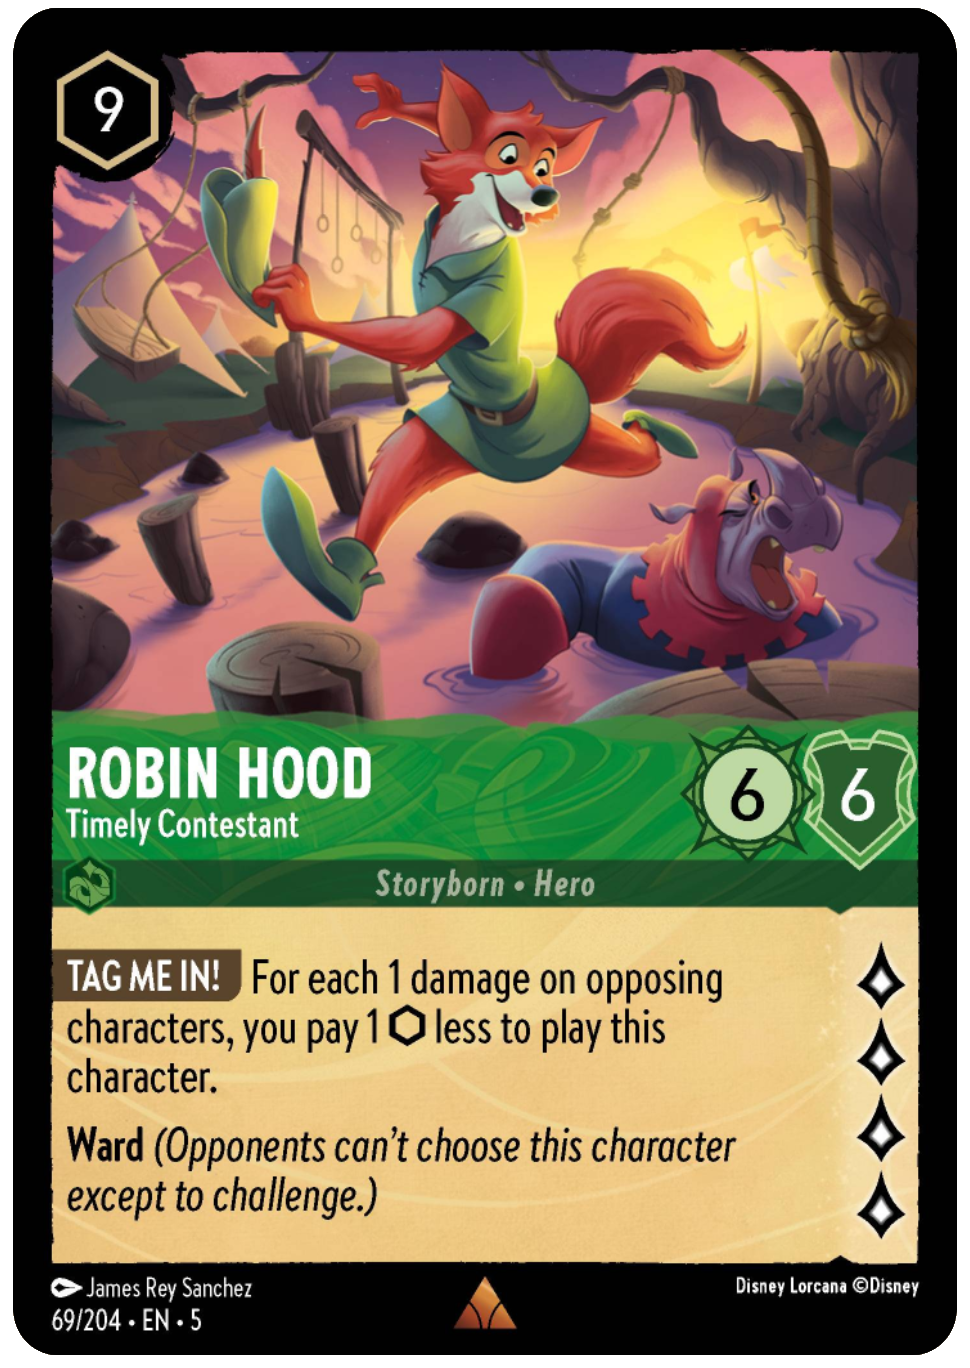 9
ROBIN HOOD
Timely Contestant
6 6
Storyborn • Hero
TAG ME IN! For each 1 damage on opposing
characters, you pay 1 ⬡ less to play this
character.
Ward (Opponents can't choose this character
except to challenge.)
James Rey Sanchez
Disney Lorcana ©Disney
69/204 • EN • 5